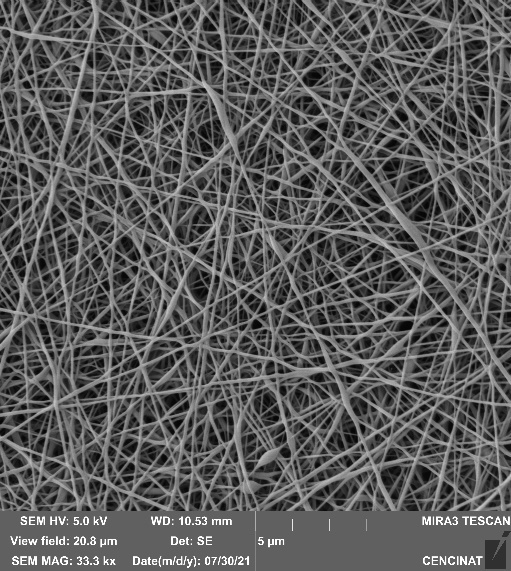 SEM HV: 5.0 kV WD: 10.53 mm MIRA3 TESCAN
View field: 20.8 µm Det: SE 5 µm
SEM MAG: 33.3 kx Date(m/d/y): 07/30/21 CENCINAT